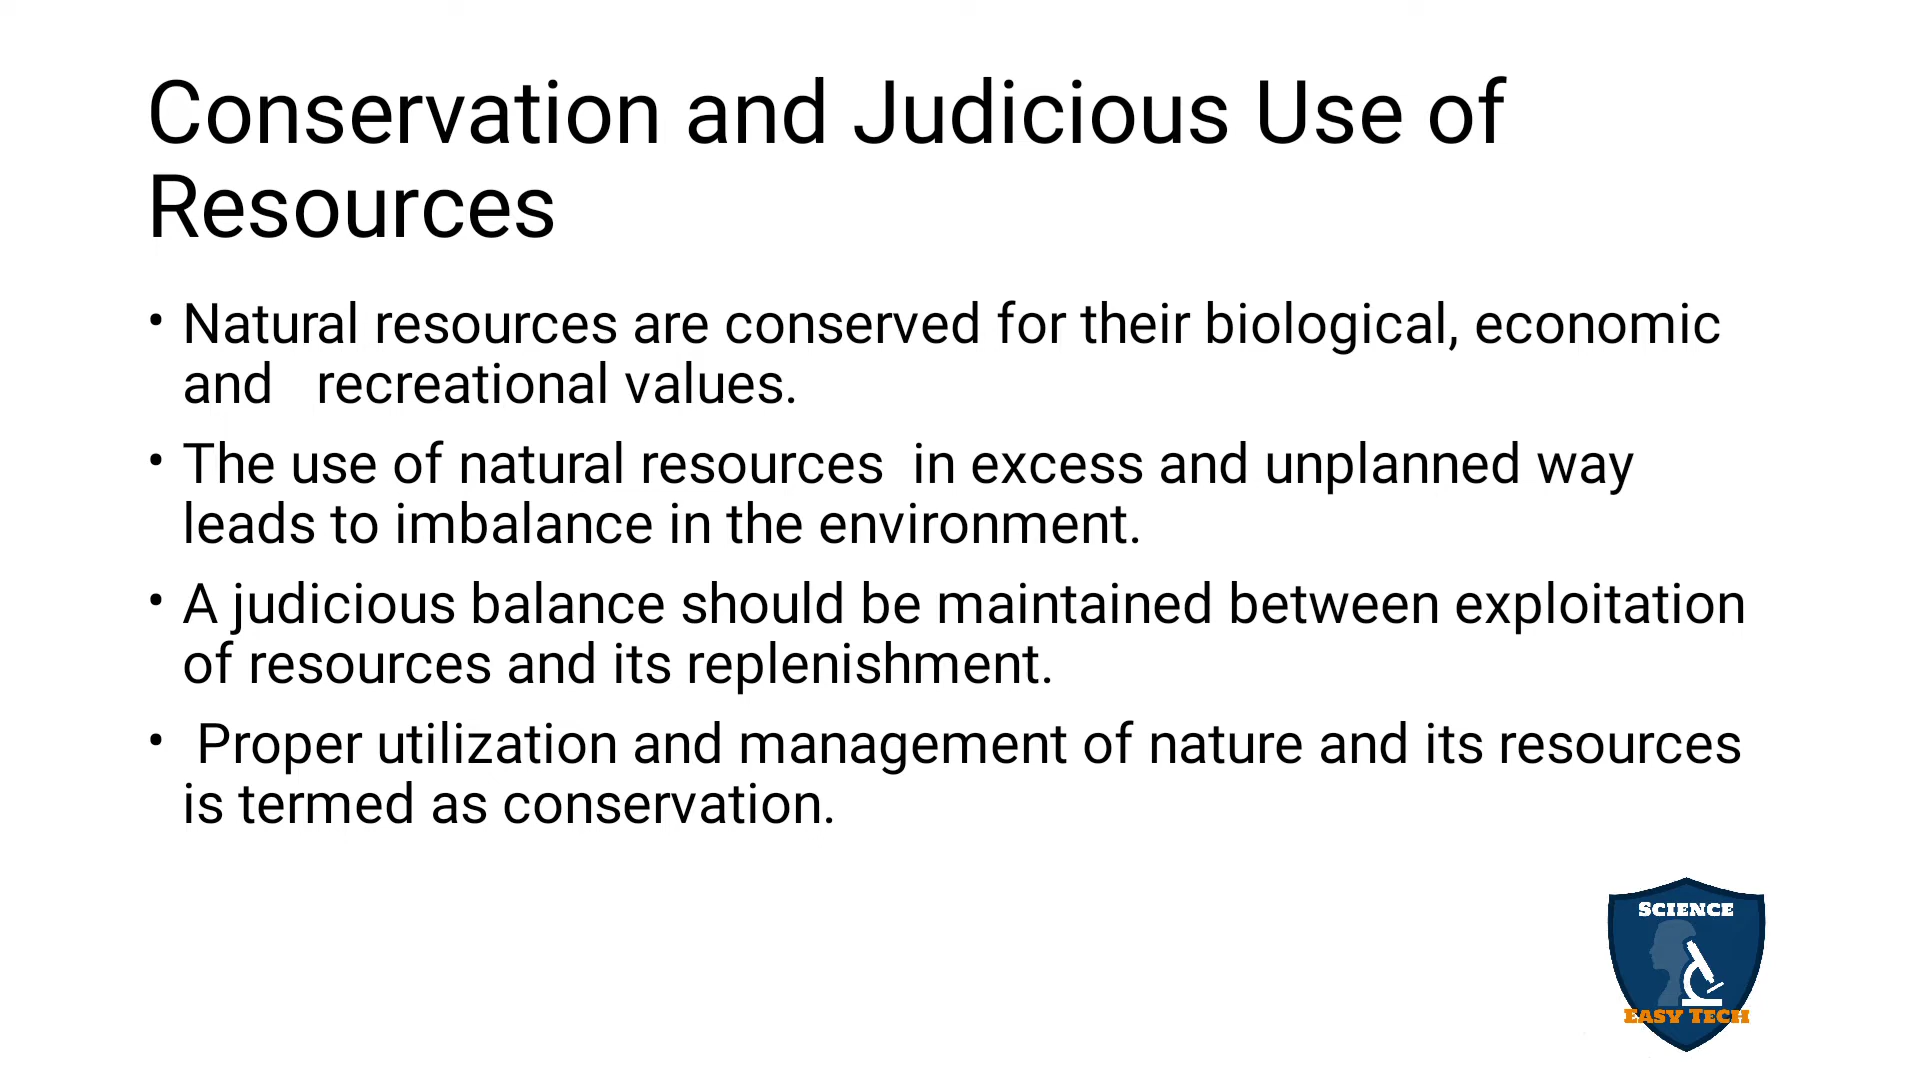 Conservation and Judicious Use of
Resources
• Natural resources are conserved for their biological, economic
and   recreational values.
• The use of natural resources  in excess and unplanned way
leads to imbalance in the environment.
• A judicious balance should be maintained between exploitation
of resources and its replenishment.
•  Proper utilization and management of nature and its resources
is termed as conservation.
SCIENCE
EASY TECH